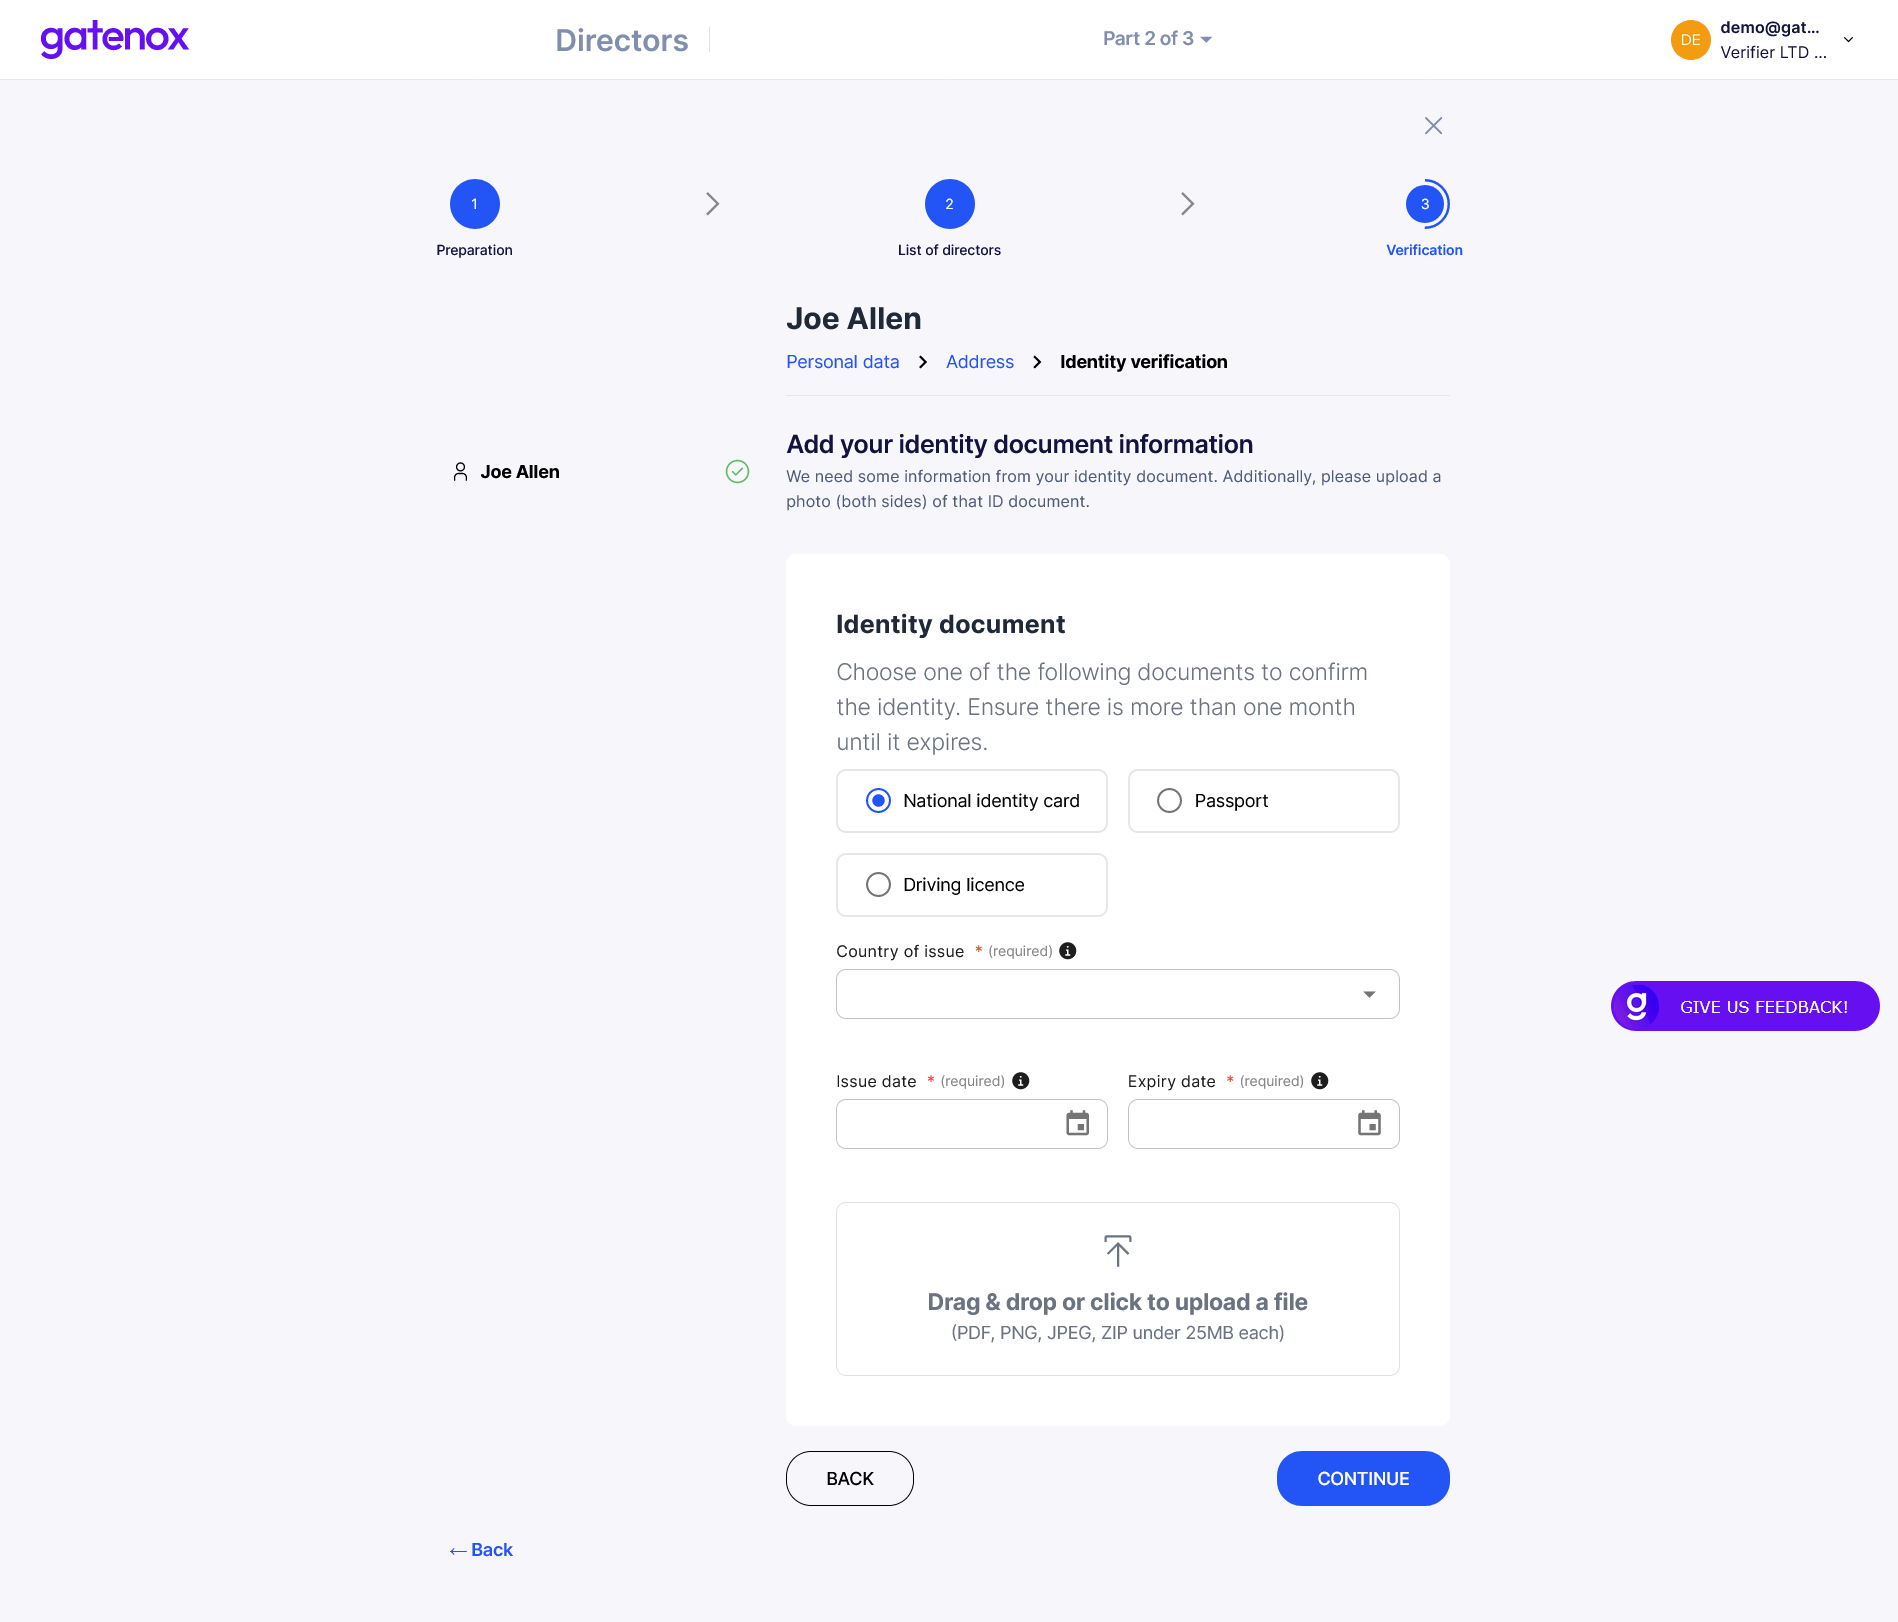 gatenox
Directors
Part 2 of 3
DE
demo@gat...
Verifier LTD ...
1
2
3
Preparation
List of directors
Verification
Joe Allen
Personal data
Address
Identity verification
Joe Allen
Add your identity document information
We need some information from your identity document. Additionally, please upload a
photo (both sides) of that ID document.
Identity document
Choose one of the following documents to confirm
the identity. Ensure there is more than one month
until it expires.
National identity card
Passport
Driving licence
Country of issue * (required)
Issue date * (required)
Expiry date * (required)
g GIVE US FEEDBACK!
Drag & drop or click to upload a file
(PDF, PNG, JPEG, ZIP under 25MB each)
BACK
CONTINUE
← Back